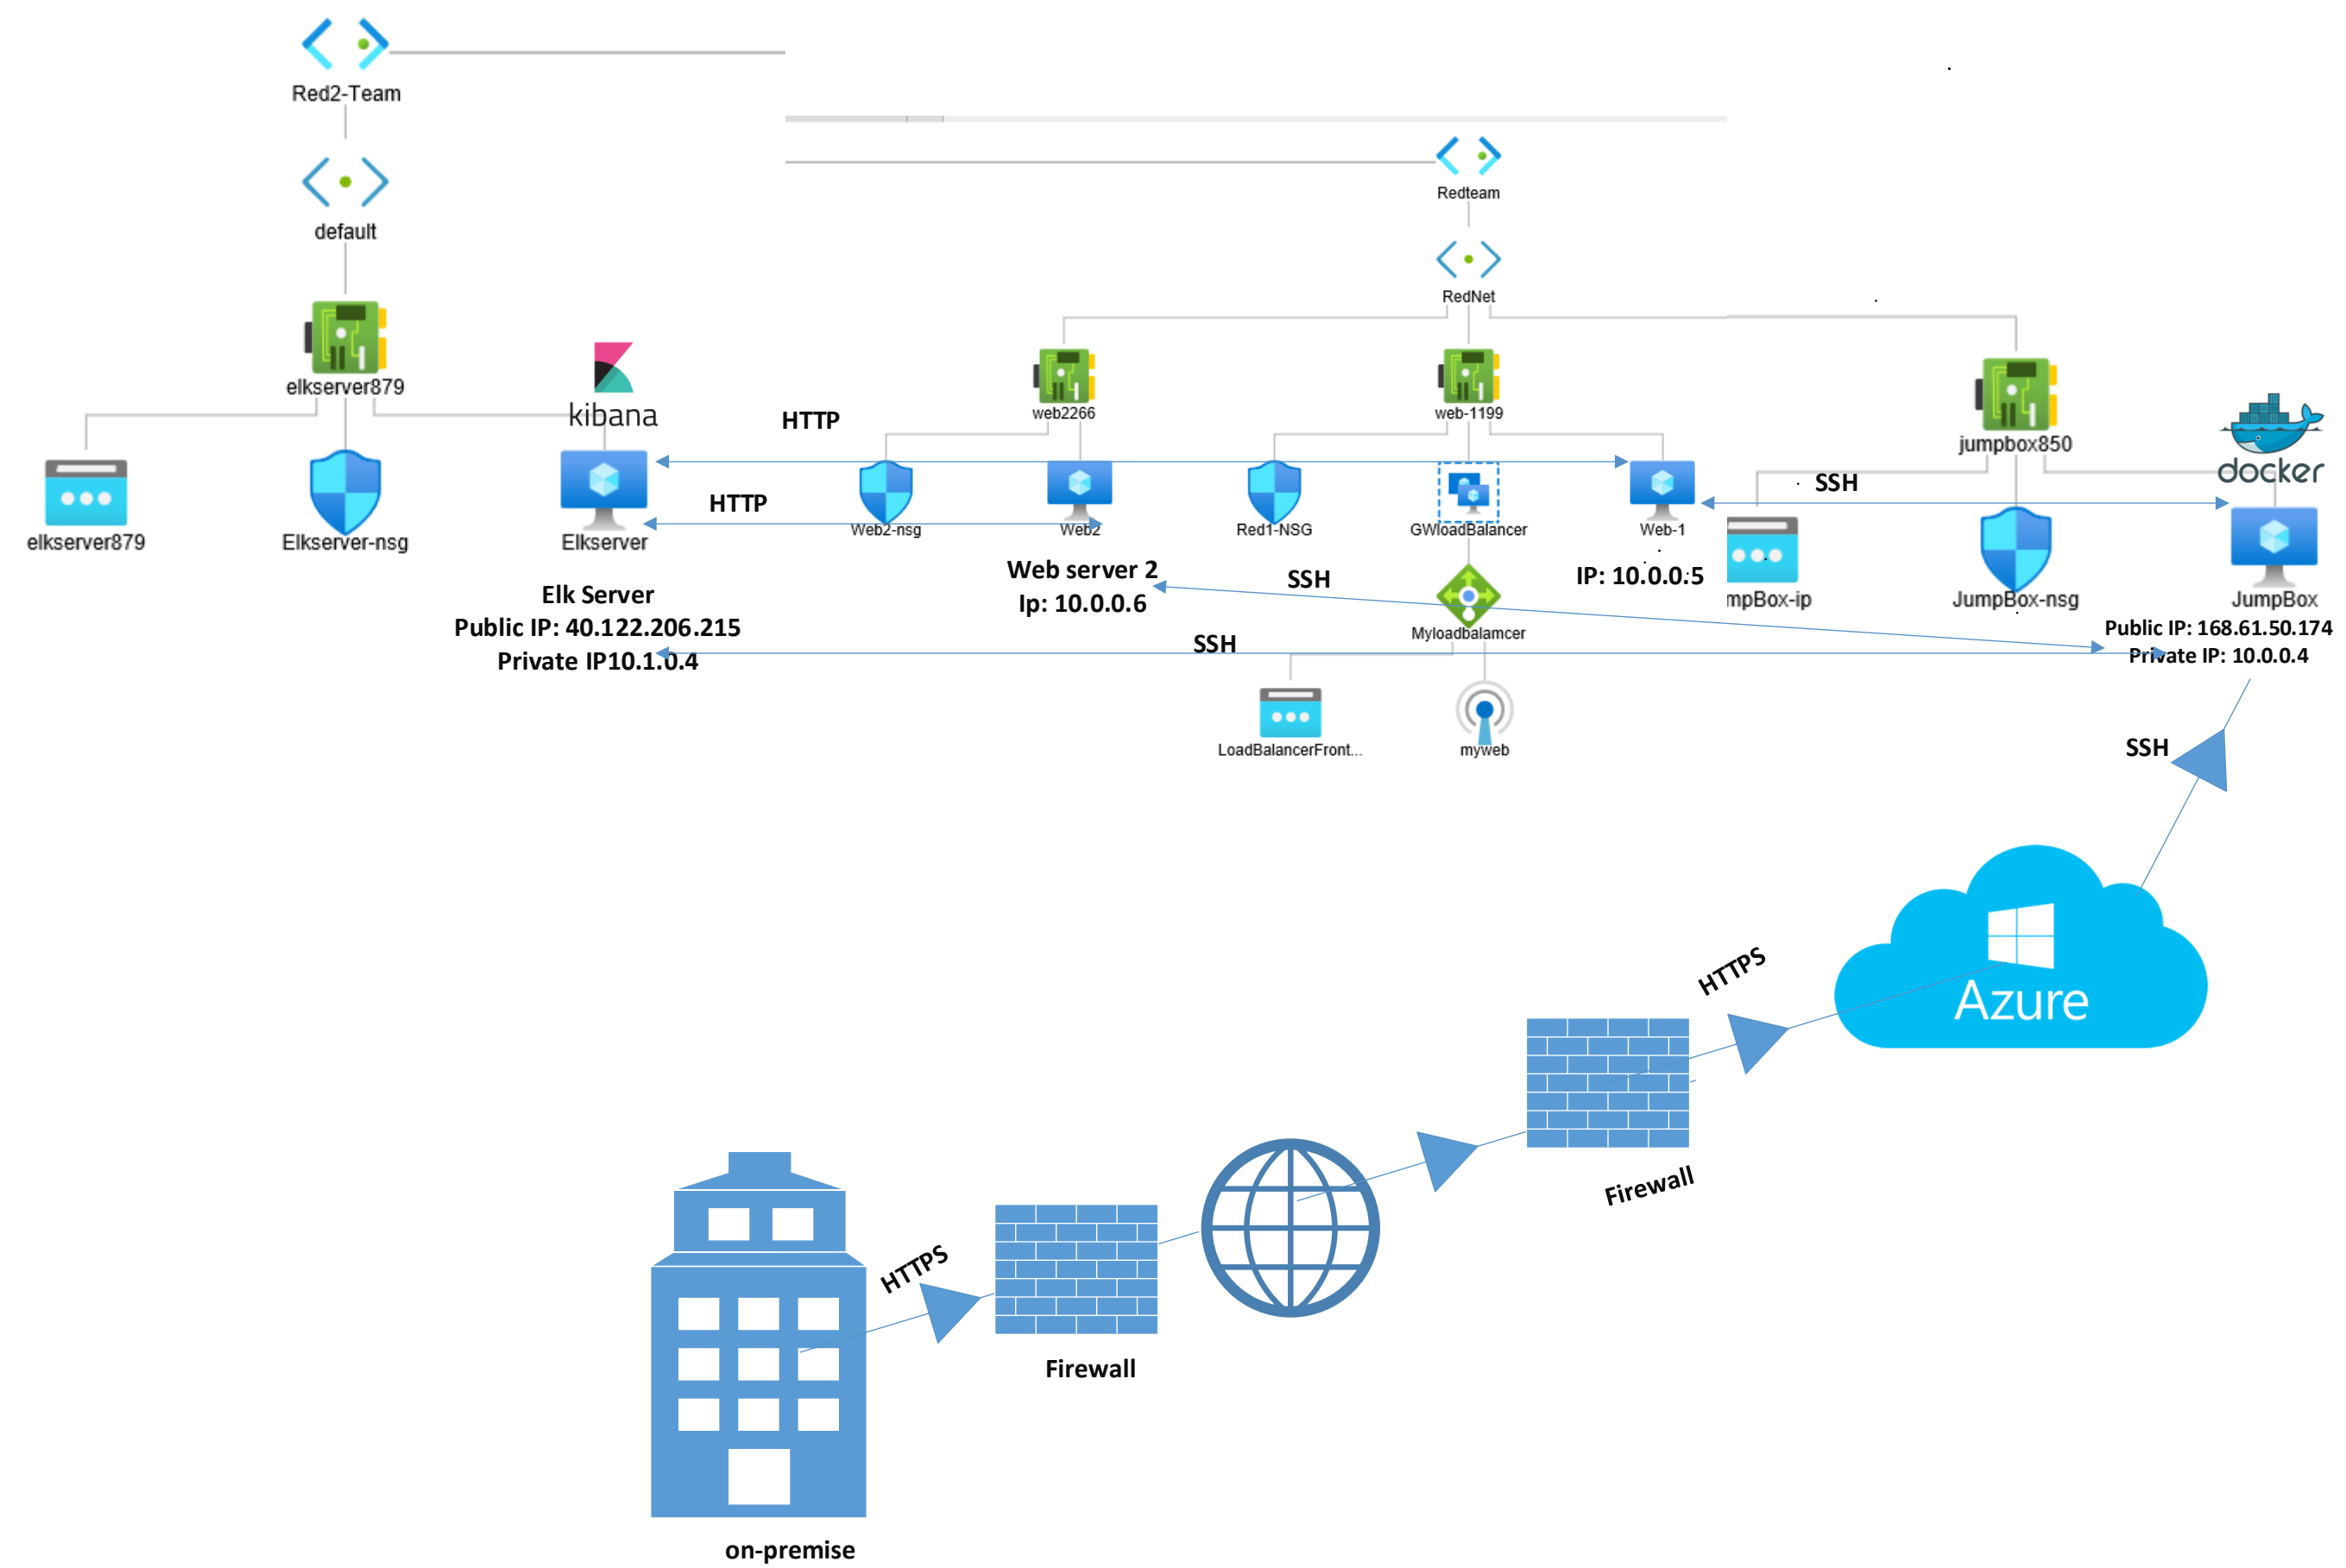 Red2-Team
default
elkserver879
elkserver879
Elkserver-nsg
kibana
Elkserver
Elk Server
Public IP: 40.122.206.215
Private IP10.1.0.4
HTTP
HTTP
Redteam
RedNet
web2266
web-1199
Web2-nsg
Web2
Red1-NSG
GWloadBalancer
Web-1
Web server 2
Ip: 10.0.0.6
SSH
IP: 10.0.0.5
Myloadbalamcer
SSH
LoadBalancerFront...
myweb
jumpbox850
docker
SSH
mpBox-ip
JumpBox-nsg
JumpBox
Public IP: 168.61.50.174
Private IP: 10.0.0.4
SSH
Azure
HTTPS
Firewall
HTTPS
Firewall
on-premise